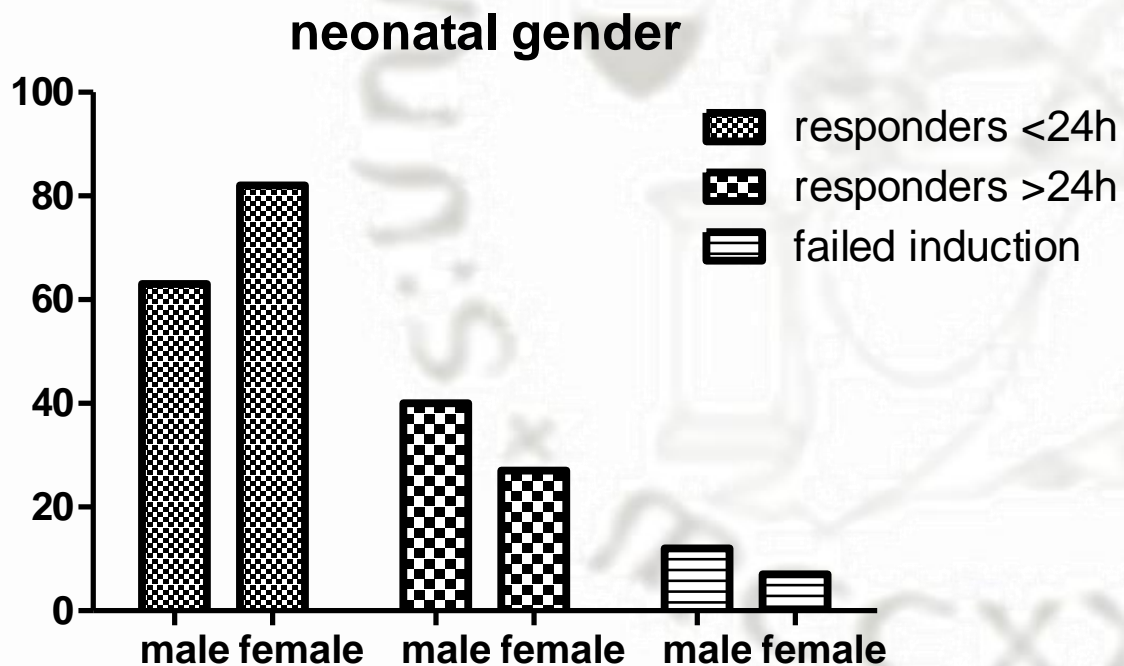 neonatal gender
100
80
60
40
20
0
responders <24h
responders >24h
failed induction
male female male female male female